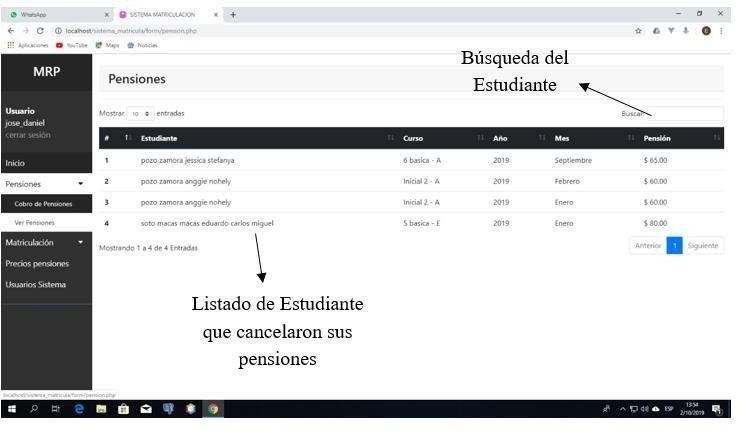 WhatsApp
SISTEMA MATRICULACION
localhost/sistema_matricula/form/pension.php
Aplicaciones YouTube Maps Noticias
MRP
Usuario
jose_daniel
cerrar sesión
Inicio
Pensiones
Cobro de Pensiones
Ver Pensiones
Matriculación
Precios pensiones
Usuarios Sistema
Pensiones
Búsqueda del
Estudiante
Mostrar 10 entradas
Buscar:
# Estudiante Curso Año Mes Pensión
1 pozo zamora jessica stefanya 6 basica - A 2019 Septiembre $ 65.00
2 pozo zamora anggie nohely Inicial 2 - A 2019 Febrero $ 60.00
3 pozo zamora anggie nohely Inicial 2 - A 2019 Enero $ 60.00
4 soto macas macas eduardo carlos miguel 5 basica - E 2019 Enero $ 80.00
Mostrando 1 a 4 de 4 Entradas
Anterior 1 Siguiente
Listado de Estudiante
que cancelaron sus
pensiones
localhost/sistema_matricula/form/pension.php
ESP
13:54
2/10/2019